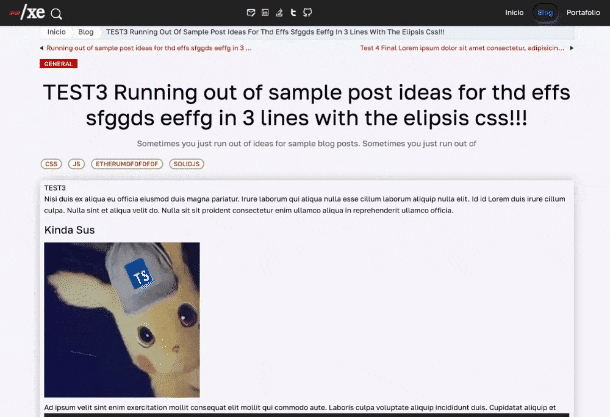 /xe
Inicio Blog Portafolio
Inicio Blog TEST3 Running Out Of Sample Post Ideas For Thd Effs Sfggds Eeffg In 3 Lines With The Elipsis Css!!!
Running out of sample post ideas for thd effs sfggds eeffg in 3 ...
Test 4 Final Lorem ipsum dolor sit amet consectetur, adipisicin...
GENERAL
TEST3 Running out of sample post ideas for thd effs
sfggds eeffg in 3 lines with the elipsis css!!!
Sometimes you just run out of ideas for sample blog posts. Sometimes you just run out of
CSS JS ETHERUMDFDFDFDF SOLIDJS
TEST3
Nisi duis ex aliqua eu officia eiusmod duis magna pariatur. Irure laborum qui aliqua nulla esse cillum laborum aliquip nulla elit. Id id Lorem duis irure cillum
culpa. Nulla sint et aliqua velit do. Nulla sit sit proident consectetur enim ullamco aliqua in reprehenderit ullamco officia.
Kinda Sus
TS
Ad ipsum velit sint enim exercitation mollit consequat elit mollit qui commodo aute. Laboris culpa voluptate aliquip incididunt duis. Cupidatat aliquip et